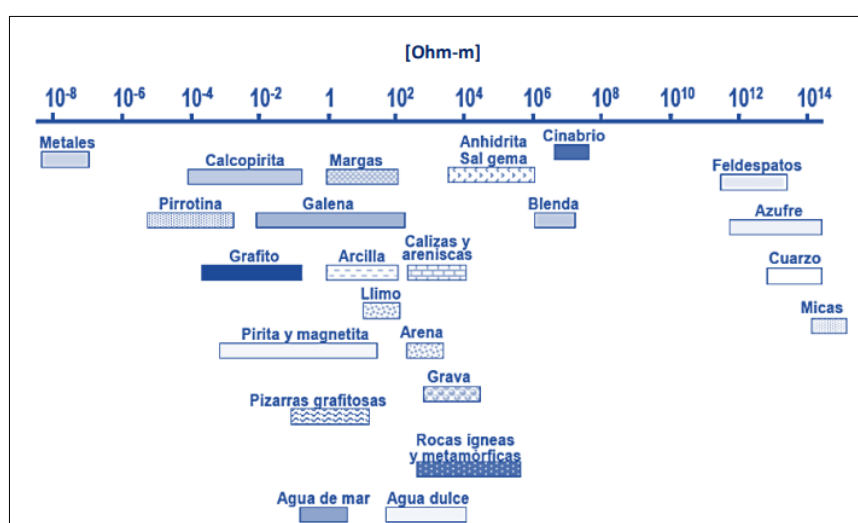 [Ohm-m]
10⁻⁸ 10⁻⁶ 10⁻⁴ 10⁻² 1 10² 10⁴ 10⁶ 10⁸ 10¹⁰ 10¹² 10¹⁴
Metales
Calcopirita
Margas
Anhidrita
Sal gema
Cinabrio
Feldespatos
Pirrotina
Galena
Blenda
Azufre
Grafito
Arcilla
Calizas y
areniscas
Cuarzo
Llimo
Micas
Pirita y magnetita
Arena
Grava
Pizarras grafitosas
Rocas igneas
y metamórficas
Agua de mar
Agua dulce